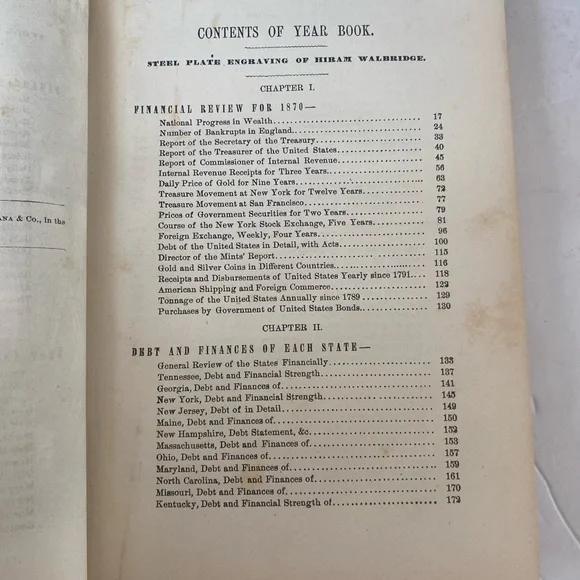 ANA & Co., in the
CONTENTS OF YEAR BOOK.
STEEL PLATE ENGRAVING OF HIRAM WALBRIDGE.
CHAPTER I.
FINANCIAL REVIEW FOR 1870—
National Progress in Wealth 17
Number of Bankrupts in England 24
Report of the Secretary of the Treasury 33
Report of the Treasurer of the United States 40
Report of Commissioner of Internal Revenue 45
Internal Revenue Receipts for Three Years 56
Daily Price of Gold for Nine Years 63
Treasure Movement at New York for Twelve Years 72
Treasure Movement at San Francisco 77
Prices of Government Securities for Two Years 79
Course of the New York Stock Exchange, Five Years 81
Foreign Exchange, Weekly, Four Years 96
Debt of the United States in Detail, with Acts 100
Director of the Mints' Report 115
Gold and Silver Coins in Different Countries 116
Receipts and Disbursements of United States Yearly since 1791 118
American Shipping and Foreign Commerce 122
Tonnage of the United States Annually since 1789 129
Purchases by Government of United States Bonds 130
CHAPTER II.
DEBT AND FINANCES OF EACH STATE—
General Review of the States Financially 133
Tennessee, Debt and Financial Strength 137
Georgia, Debt and Finances of 141
New York, Debt and Financial Strength 145
New Jersey, Debt of in Detail 149
Maine, Debt and Finances of 150
New Hampshire, Debt Statement, &c 152
Massachusetts, Debt and Finances of 153
Ohio, Debt and Finances of 157
Maryland, Debt and Finances of 159
North Carolina, Debt and Finances of 161
Missouri, Debt and Finances of 170
Kentucky, Debt and Financial Strength of 172